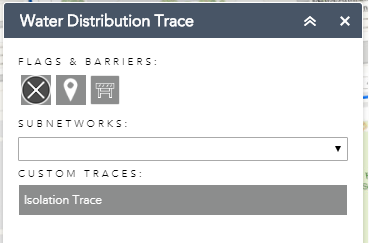 Water Distribution Trace
FLAGS & BARRIERS:
SUBNETWORKS:
CUSTOM TRACES:
Isolation Trace